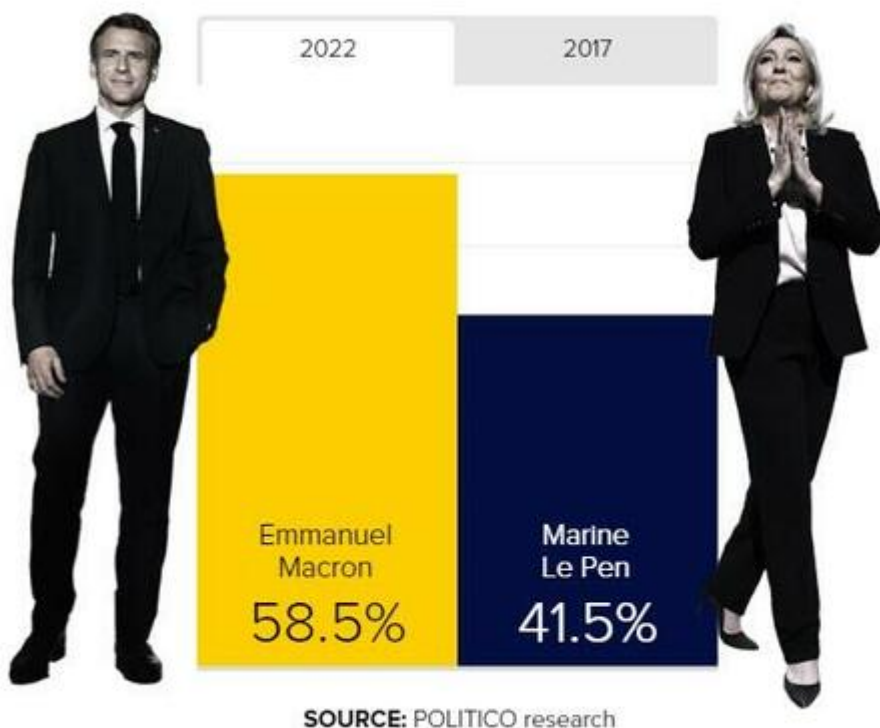 2022
2017
Emmanuel
Macron
58.5%
Marine
Le Pen
41.5%
SOURCE: POLITICO research